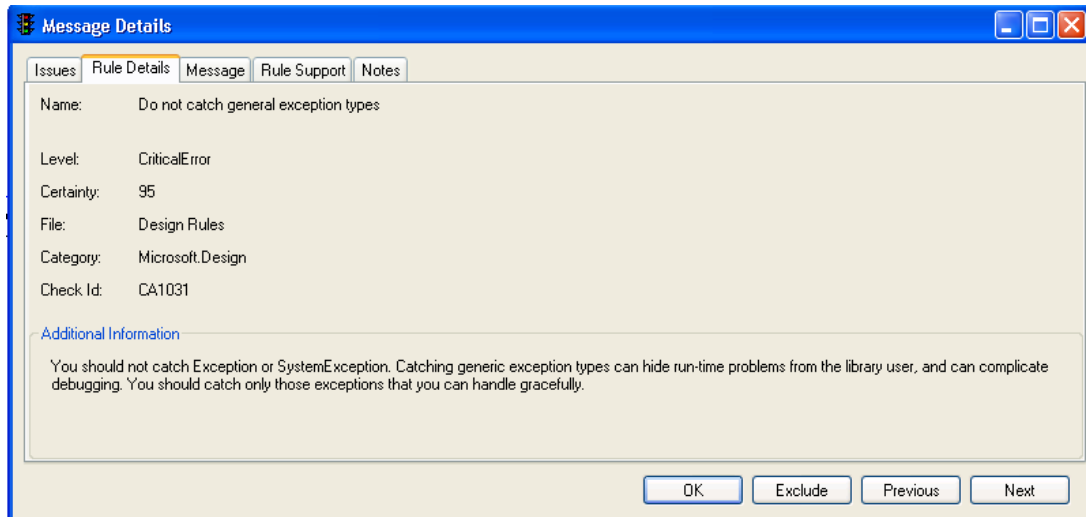 Message Details
Issues Rule Details Message Rule Support Notes
Name: Do not catch general exception types
Level: CriticalError
Certainty: 95
File: Design Rules
Category: Microsoft.Design
Check Id: CA1031
Additional Information
You should not catch Exception or SystemException. Catching generic exception types can hide run-time problems from the library user, and can complicate
debugging. You should catch only those exceptions that you can handle gracefully.
OK Exclude Previous Next